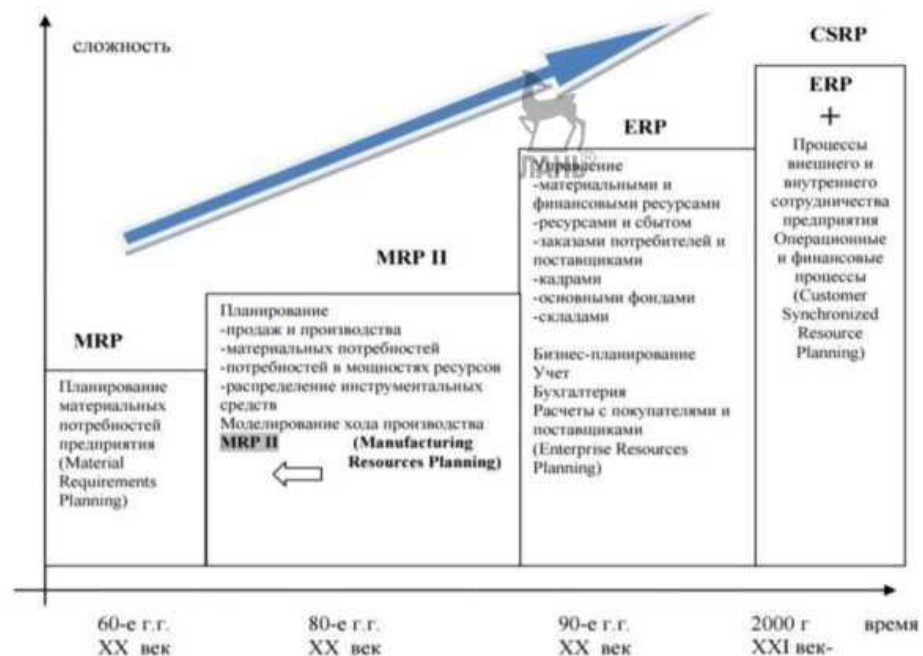 сложность
CSRP
ERP
+
Процессы
внешнего и
внутреннего
сотрудничества
предприятия
Операционные
и финансовые
процессы
(Customer
Synchronized
Resource
Planning)
ERP
ЛАНЬ®
Управление
-материальными и
финансовыми ресурсами
-ресурсами и сбытом
-заказами потребителей и
поставщиками
-кадрами
-основными фондами
-складами
Бизнес-планирование
Учет
Бухгалтерия
Расчеты с покупателями и
поставщиками
(Enterprise Resources
Planning)
MRP II
Планирование
-продаж и производства
-материальных потребностей
-потребностей в мощностях ресурсов
-распределение инструментальных
средств
Моделирование хода производства
MRP II (Manufacturing
Resources Planning)
MRP
Планирование
материальных
потребностей
предприятия
(Material
Requirements
Planning)
60-е г.г. 80-е г.г. 90-е г.г. 2000 г время
XX век XX век XX век XXI век-